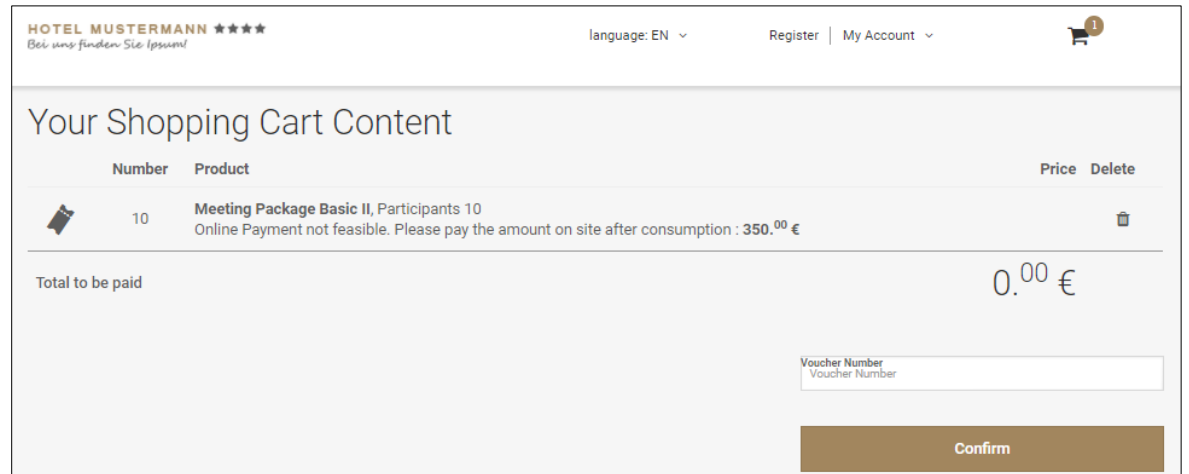 HOTEL MUSTERMANN ★★★★
Bei uns finden Sie Ipsum!
language: EN
Register | My Account
1
Your Shopping Cart Content
Number Product Price Delete
10 Meeting Package Basic II, Participants 10
Online Payment not feasible. Please pay the amount on site after consumption : 350.00 €
Total to be paid 0.00 €
Voucher Number
Voucher Number
Confirm